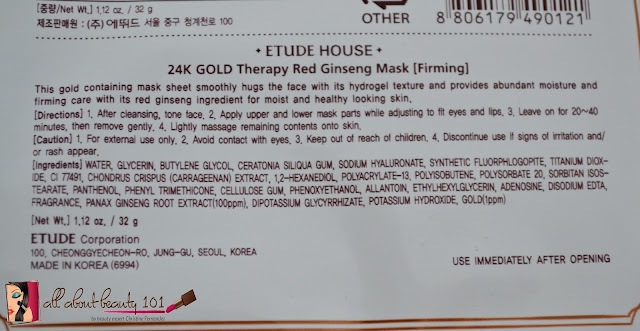 [중량/Net Wt.] 1.12 oz. / 32 g
제조판매원 : (주) 에뛰드 서울 중구 청계천로 100
OTHER
8 806179 490121
• ETUDE HOUSE •
24K GOLD Therapy Red Ginseng Mask [Firming]
This gold containing mask sheet smoothly hugs the face with its hydrogel texture and provides abundant moisture and
firming care with its red ginseng ingredient for moist and healthy looking skin.
[Directions] 1. After cleansing, tone face. 2. Apply upper and lower mask parts while adjusting to fit eyes and lips. 3. Leave on for 20~40
minutes, then remove gently. 4. Lightly massage remaining contents onto skin.
[Caution] 1. For external use only. 2. Avoid contact with eyes. 3. Keep out of reach of children. 4. Discontinue use if signs of irritation and/
or rash appear.
[Ingredients] WATER, GLYCERIN, BUTYLENE GLYCOL, CERATONIA SILIQUA GUM, SODIUM HYALURONATE, SYNTHETIC FLUORPHLOGOPITE, TITANIUM DIOX-
IDE, CI 77491, CHONDRUS CRISPUS (CARRAGEENAN) EXTRACT, 1,2-HEXANEDIOL, POLYACRYLATE-13, POLYISOBUTENE, POLYSORBATE 20, SORBITAN ISOS-
TEARATE, PANTHENOL, PHENYL TRIMETHICONE, CELLULOSE GUM, PHENOXYETHANOL, ALLANTOIN, ETHYLHEXYLGLYCERIN, ADENOSINE, DISODIUM EDTA,
FRAGRANCE, PANAX GINSENG ROOT EXTRACT(100ppm), DIPOTASSIUM GLYCYRRHIZATE, POTASSIUM HYDROXIDE, GOLD(1ppm)
[Net Wt.] 1.12 oz. / 32 g
ETUDE Corporation
100, CHEONGGYECHEON-RO, JUNG-GU, SEOUL, KOREA
MADE IN KOREA (6994)
USE IMMEDIATELY AFTER OPENING
all about beauty 101
by beauty expert Christine Fernandez